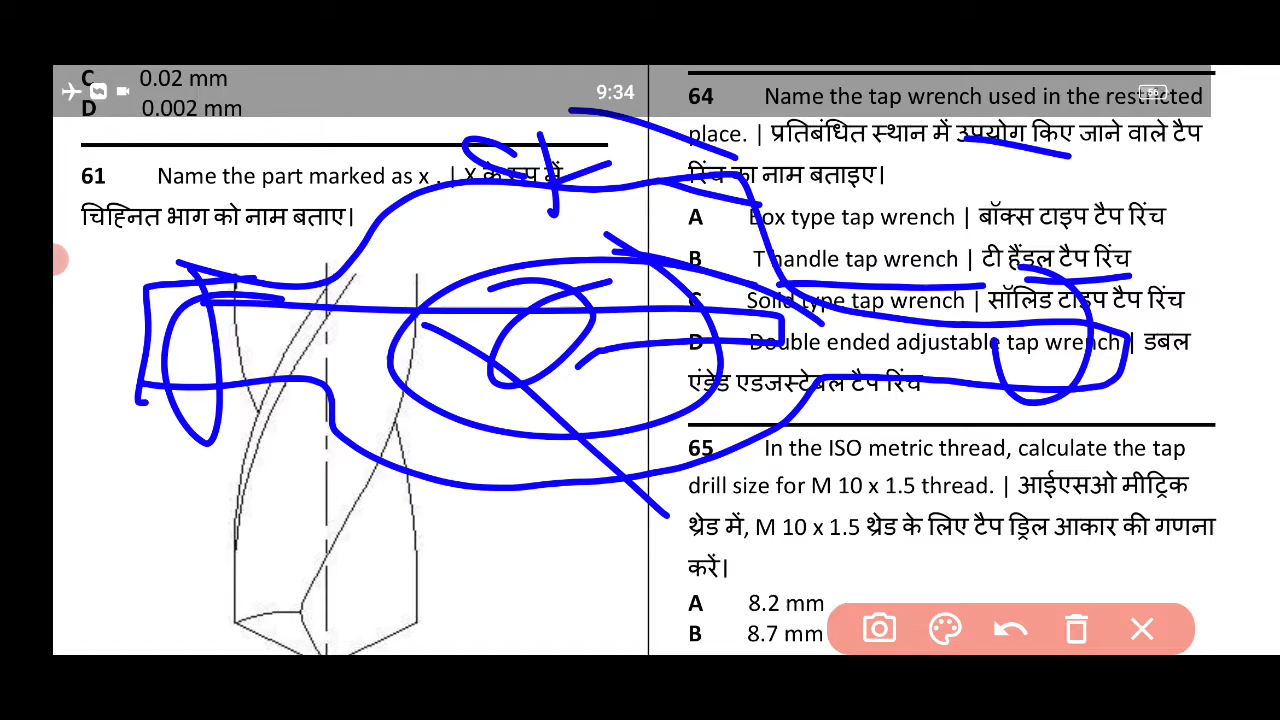 C 0.02 mm
9:34
D 0.002 mm
61 Name the part marked as x . | X के रूप में
चिह्नित भाग को नाम बताए।
64 Name the tap wrench used in the restricted
place. | प्रतिबंधित स्थान में उपयोग किए जाने वाले टैप
रिंच का नाम बताइए।
A Box type tap wrench | बॉक्स टाइप टैप रिंच
B T handle tap wrench | टी हैंडल टैप रिंच
C Solid type tap wrench | सॉलिड टाइप टैप रिंच
D Double ended adjustable tap wrench | डबल
एंडेड एडजस्टेबल टैप रिंच
65 In the ISO metric thread, calculate the tap
drill size for M 10 x 1.5 thread. | आईएसओ मीट्रिक
थ्रेड में, M 10 x 1.5 थ्रेड के लिए टैप ड्रिल आकार की गणना
करें।
A 8.2 mm
B 8.7 mm